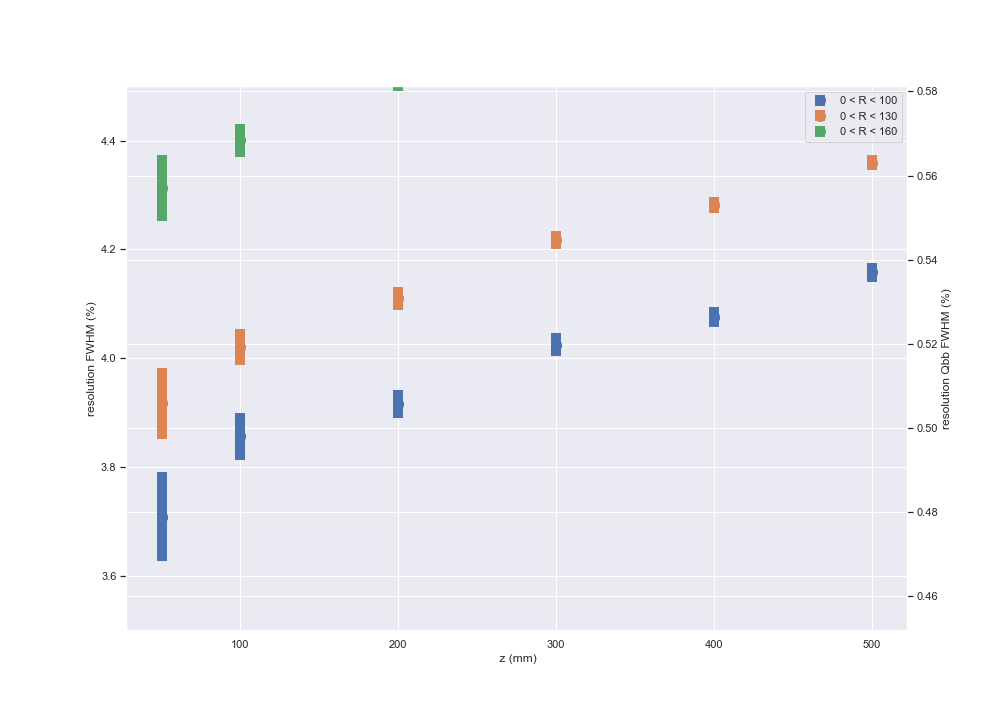 0 < R < 100
0 < R < 130
0 < R < 160
4.4
4.2
4.0
3.8
3.6
resolution FWHM (%)
0.58
0.56
0.54
0.52
0.50
0.48
0.46
resolution Qbb FWHM (%)
100 200 300 400 500
z (mm)